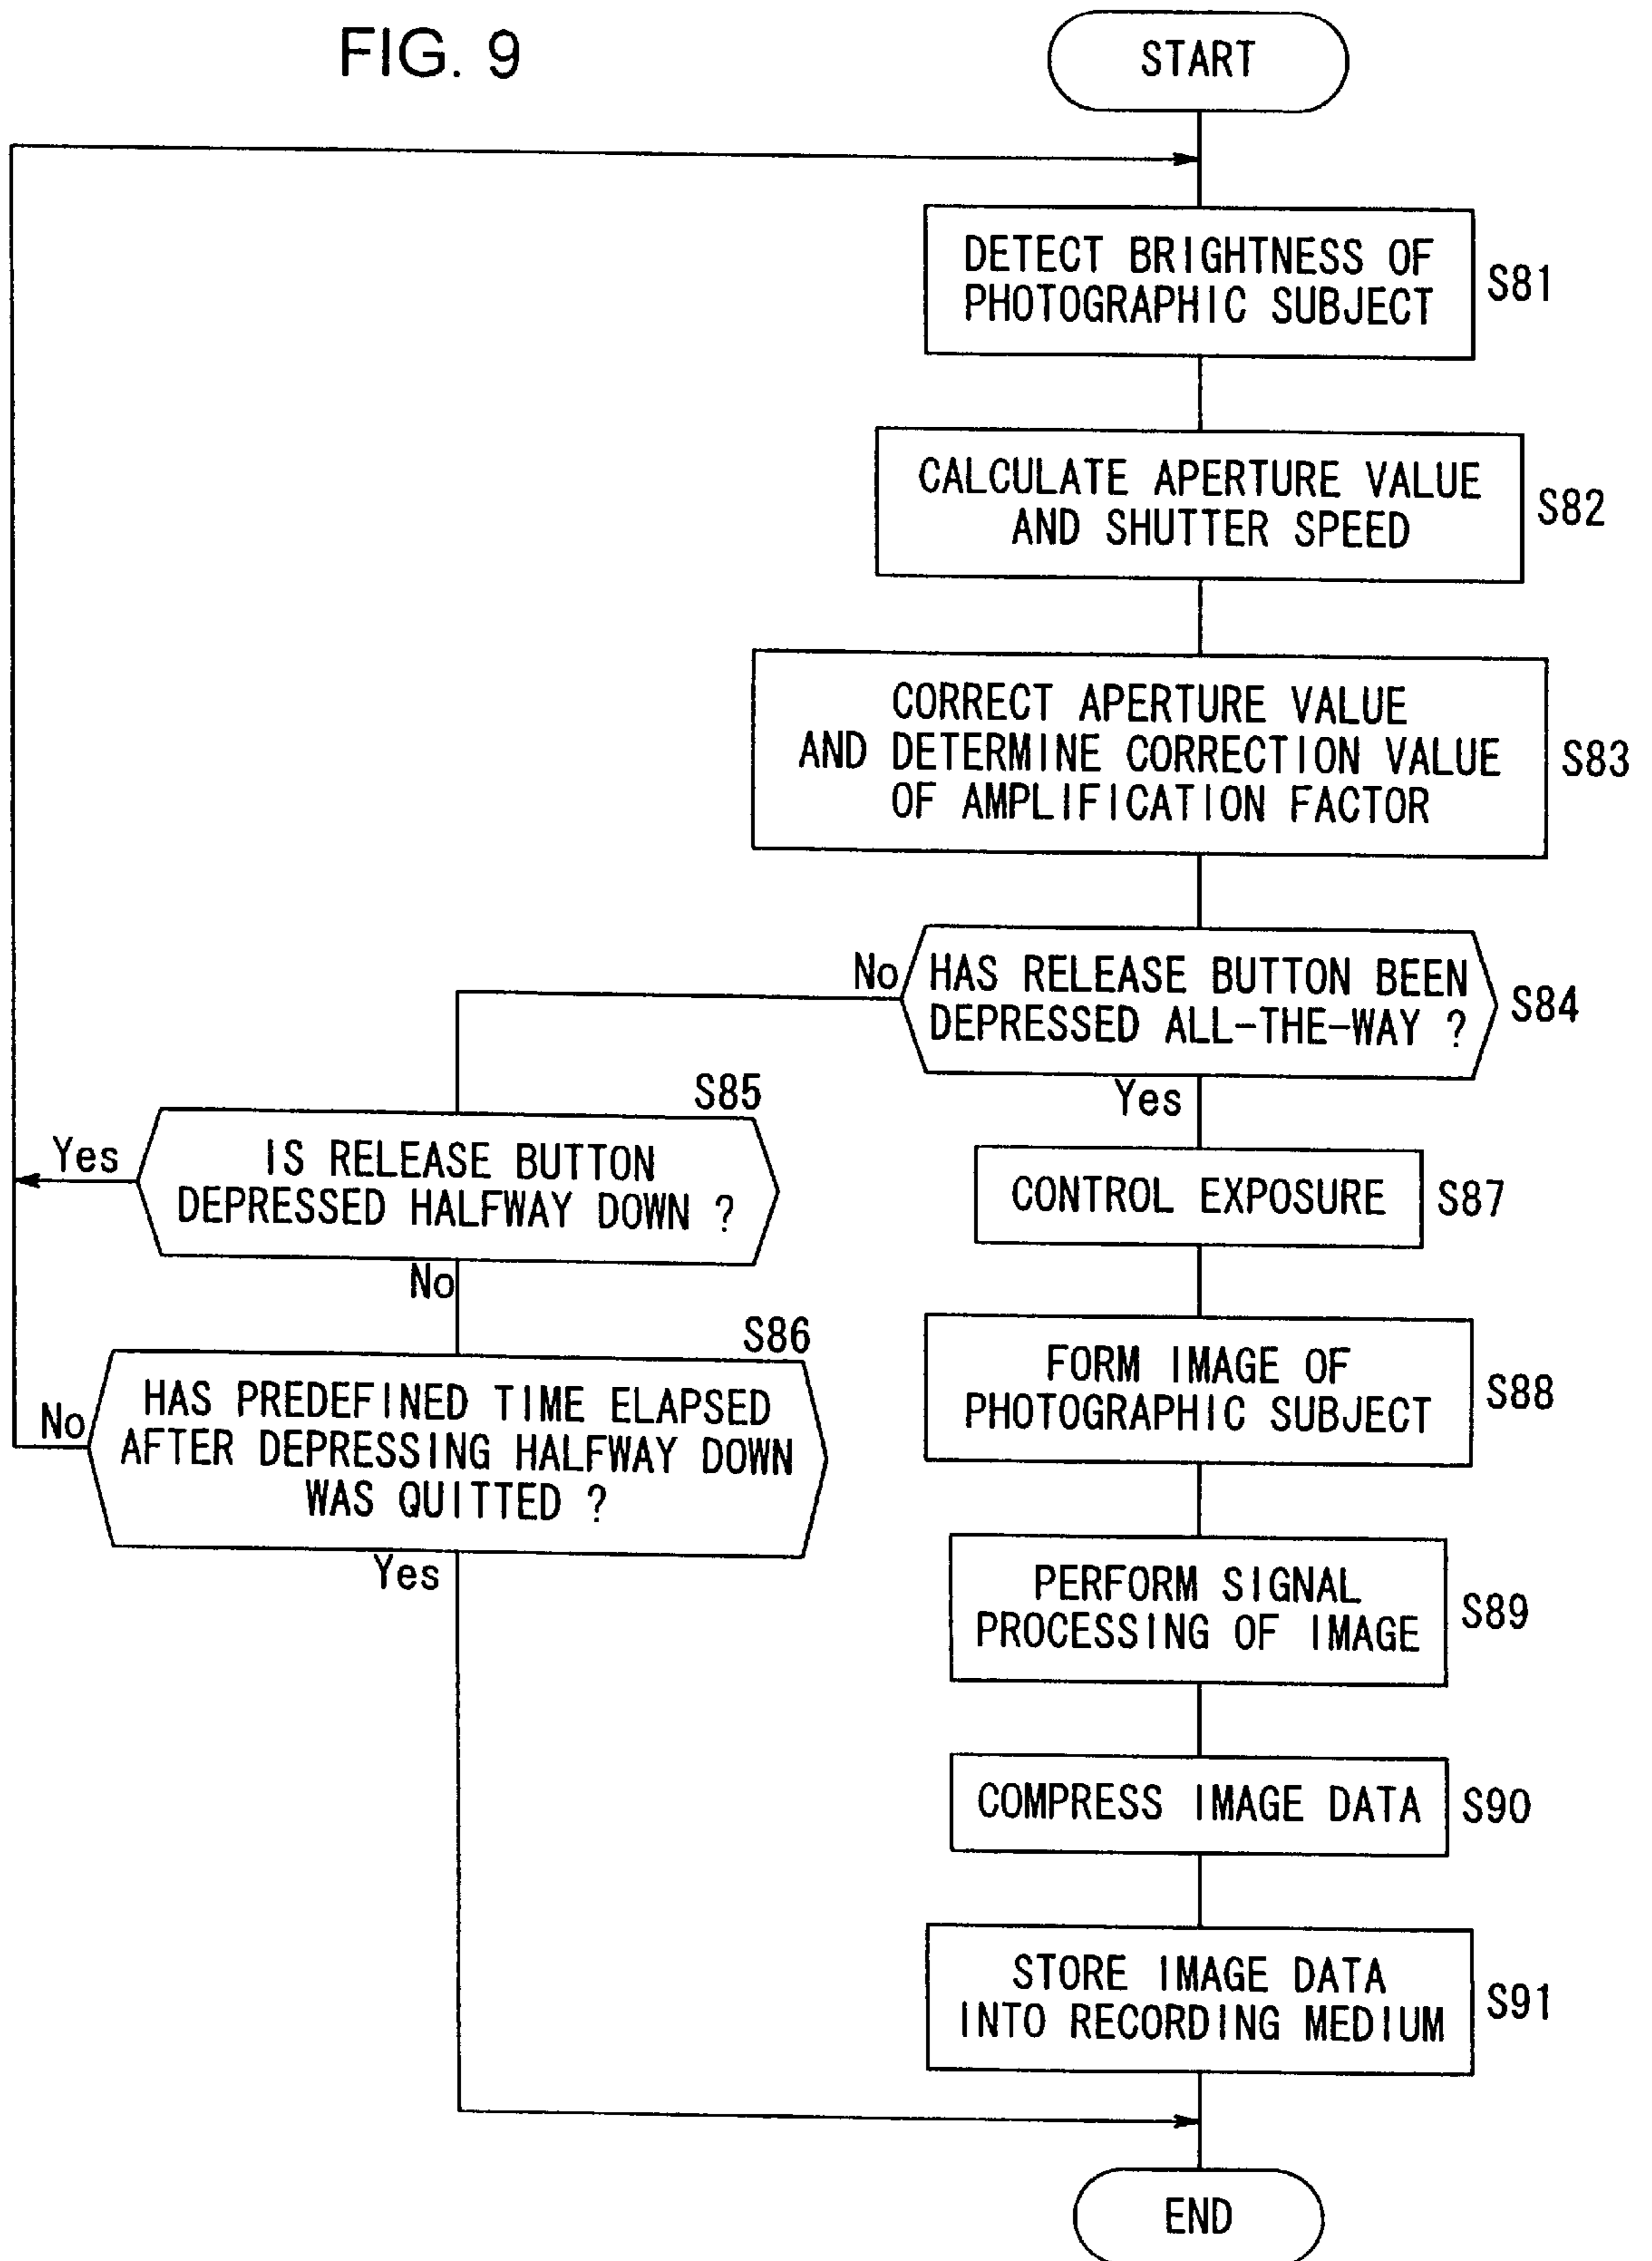 FIG. 9
START
DETECT BRIGHTNESS OF
PHOTOGRAPHIC SUBJECT
S81
CALCULATE APERTURE VALUE
AND SHUTTER SPEED
S82
CORRECT APERTURE VALUE
AND DETERMINE CORRECTION VALUE
OF AMPLIFICATION FACTOR
S83
No
HAS RELEASE BUTTON BEEN
DEPRESSED ALL-THE-WAY ?
S84
Yes
S85
Yes
IS RELEASE BUTTON
DEPRESSED HALFWAY DOWN ?
No
S86
No
HAS PREDEFINED TIME ELAPSED
AFTER DEPRESSING HALFWAY DOWN
WAS QUITTED ?
Yes
CONTROL EXPOSURE
S87
FORM IMAGE OF
PHOTOGRAPHIC SUBJECT
S88
PERFORM SIGNAL
PROCESSING OF IMAGE
S89
COMPRESS IMAGE DATA
S90
STORE IMAGE DATA
INTO RECORDING MEDIUM
S91
END